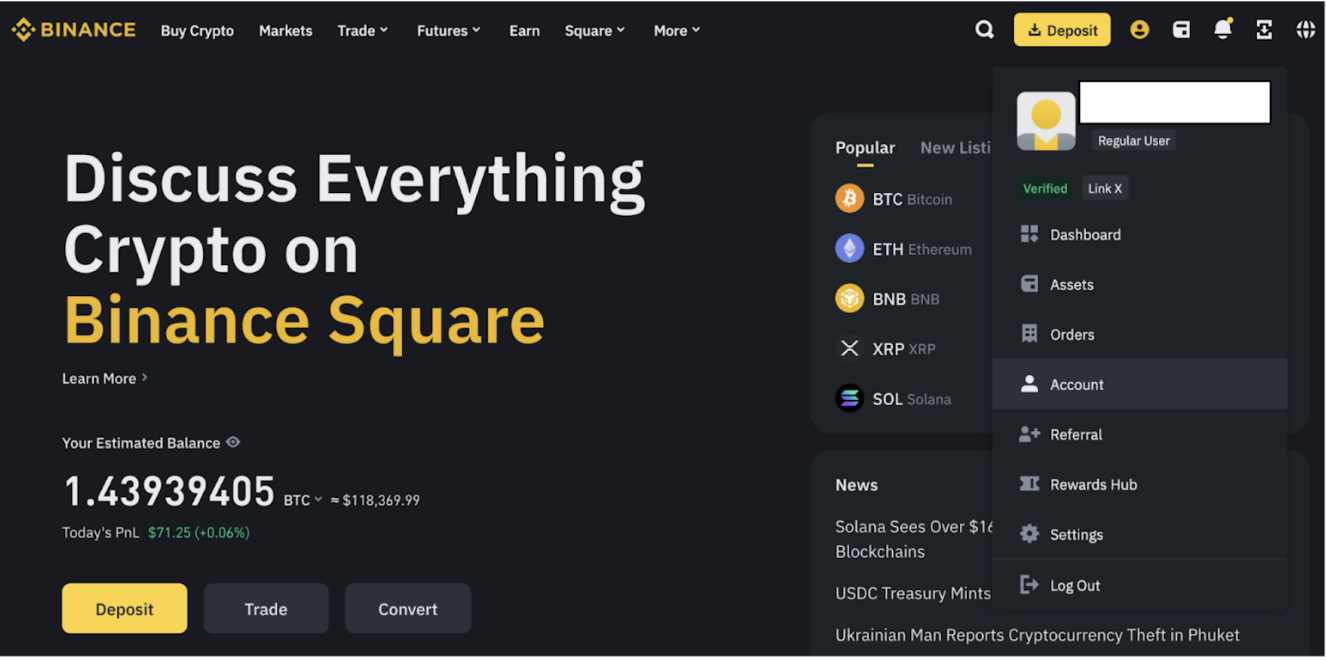 BINANCE Buy Crypto Markets Trade Futures Earn Square More Deposit
Regular User
Verified Link X
Dashboard
Assets
Orders
Account
Referral
Rewards Hub
Settings
Log Out
Discuss Everything
Crypto on
Binance Square
Learn More
Your Estimated Balance
1.43939405 BTC ≈ $118,369.99
Today's PnL $71.25 (+0.06%)
Deposit Trade Convert
Popular New Listi
BTC Bitcoin
ETH Ethereum
BNB BNB
XRP XRP
SOL Solana
News
Solana Sees Over $16
Blockchains
USDC Treasury Mints
Ukrainian Man Reports Cryptocurrency Theft in Phuket